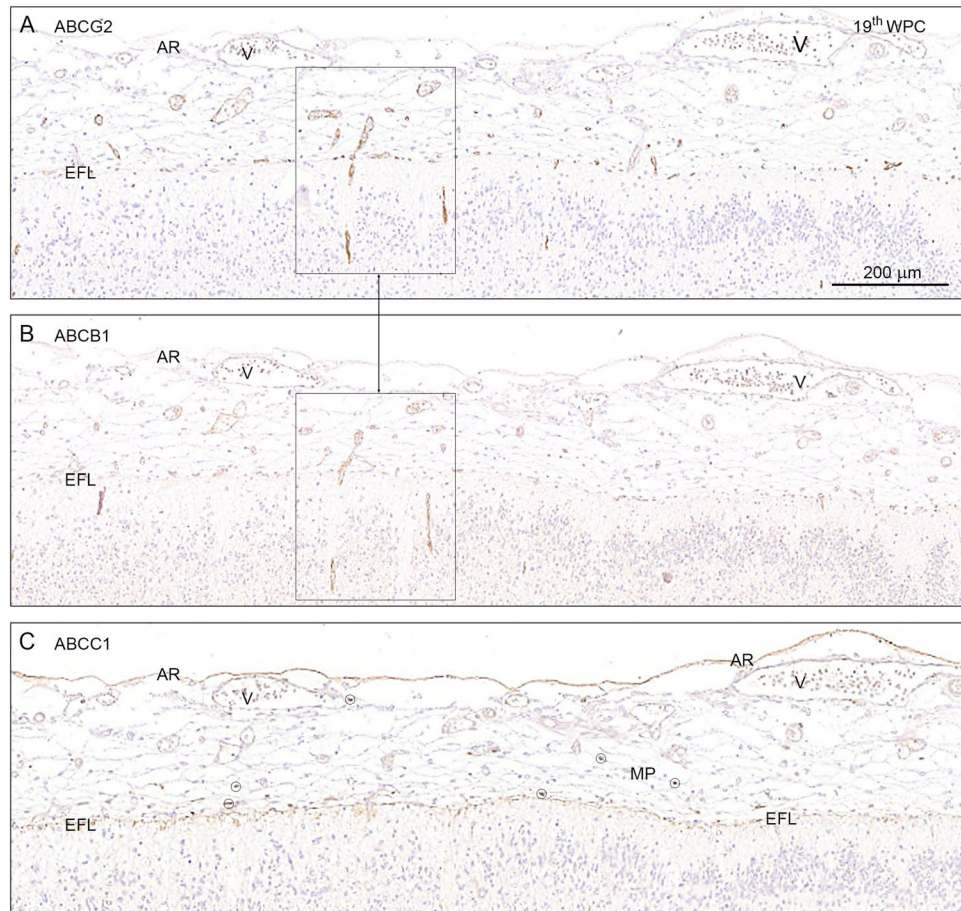 A ABCG2 19th WPC
AR V V
EFL
200 µm
B ABCB1
AR V V
EFL
C ABCC1
AR AR
V V
MP
EFL EFL